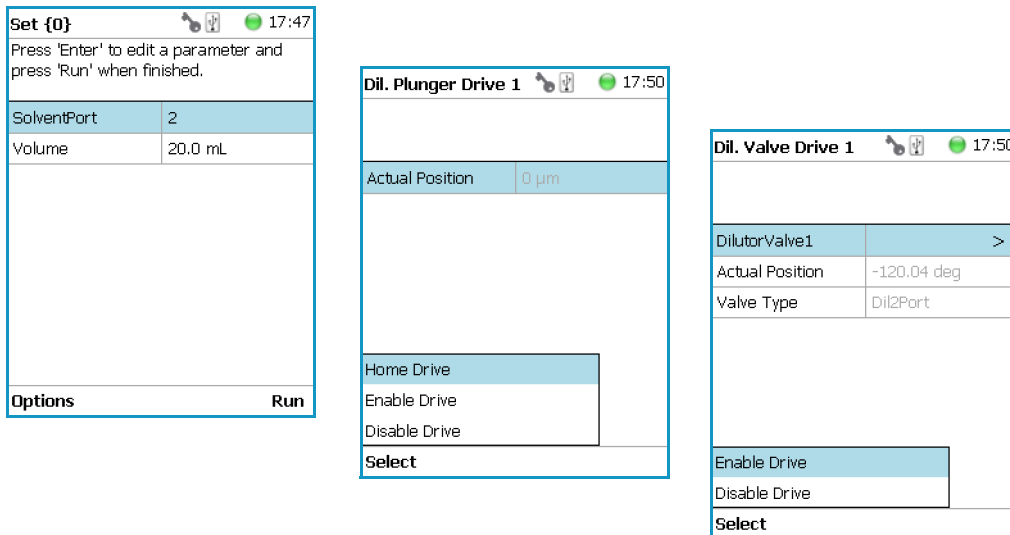 Set {0} 17:47
Press 'Enter' to edit a parameter and
press 'Run' when finished.
SolventPort 2
Volume 20.0 mL
Options Run
Dil. Plunger Drive 1 17:50
Actual Position 0 µm
Home Drive
Enable Drive
Disable Drive
Select
Dil. Valve Drive 1 17:50
DilutorValve1 >
Actual Position -120.04 deg
Valve Type Dil2Port
Enable Drive
Disable Drive
Select